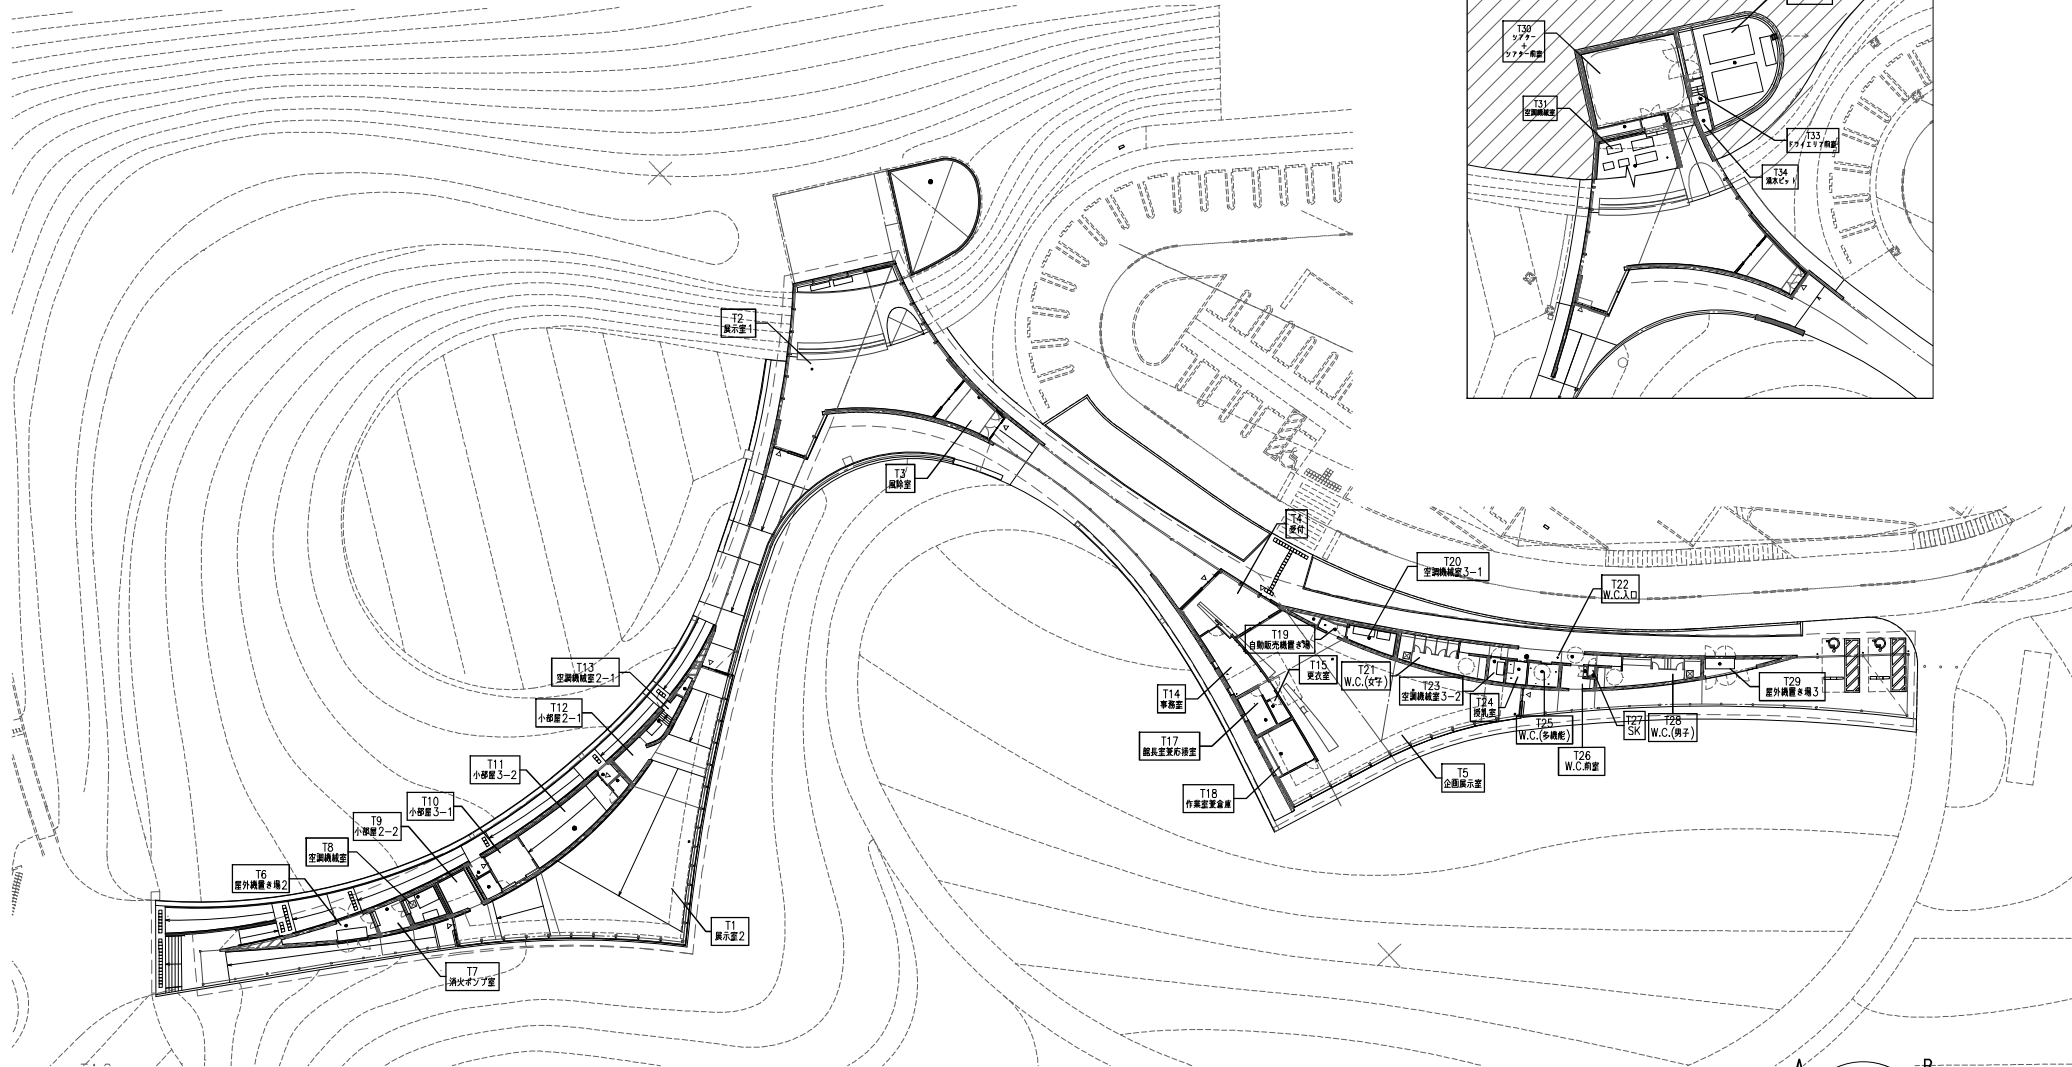 T30
シアター
+
シアター前室
T31
空調機械室
T33
ドライエリア前室
T34
湧水ピット
T2
展示室1
T3
風除室
T4
受付
T20
空調機械室3-1
T22
W.C.入口
T19
自動販売機置き場
T15
更衣室
T21
W.C.(女子)
T23
空調機械室3-2
T24
授乳室
T25
W.C.(多機能)
T26
W.C.前室
T27
SK
T28
W.C.(男子)
T29
屋外機置き場3
T14
事務室
T17
館長室兼応接室
T18
作業室兼倉庫
T5
企画展示室
T13
空調機械室2-1
T12
小部屋2-1
T11
小部屋3-2
T10
小部屋3-1
T9
小部屋2-2
T8
空調機械室
T6
屋外機置き場2
T7
消火ポンプ室
T1
展示室2